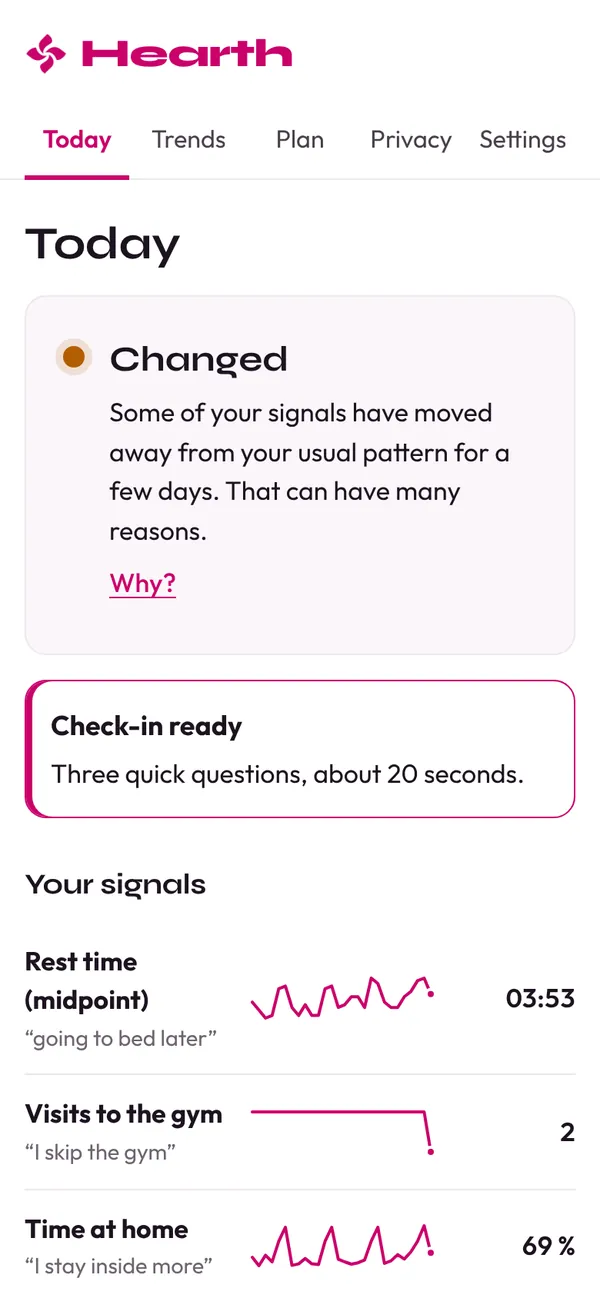 Hearth
Today Trends Plan Privacy Settings
Today
Changed
Some of your signals have moved
away from your usual pattern for a
few days. That can have many
reasons.
Why?
Check-in ready
Three quick questions, about 20 seconds.
Your signals
Rest time
(midpoint)
03:53
“going to bed later”
Visits to the gym
2
“I skip the gym”
Time at home
69 %
“I stay inside more”